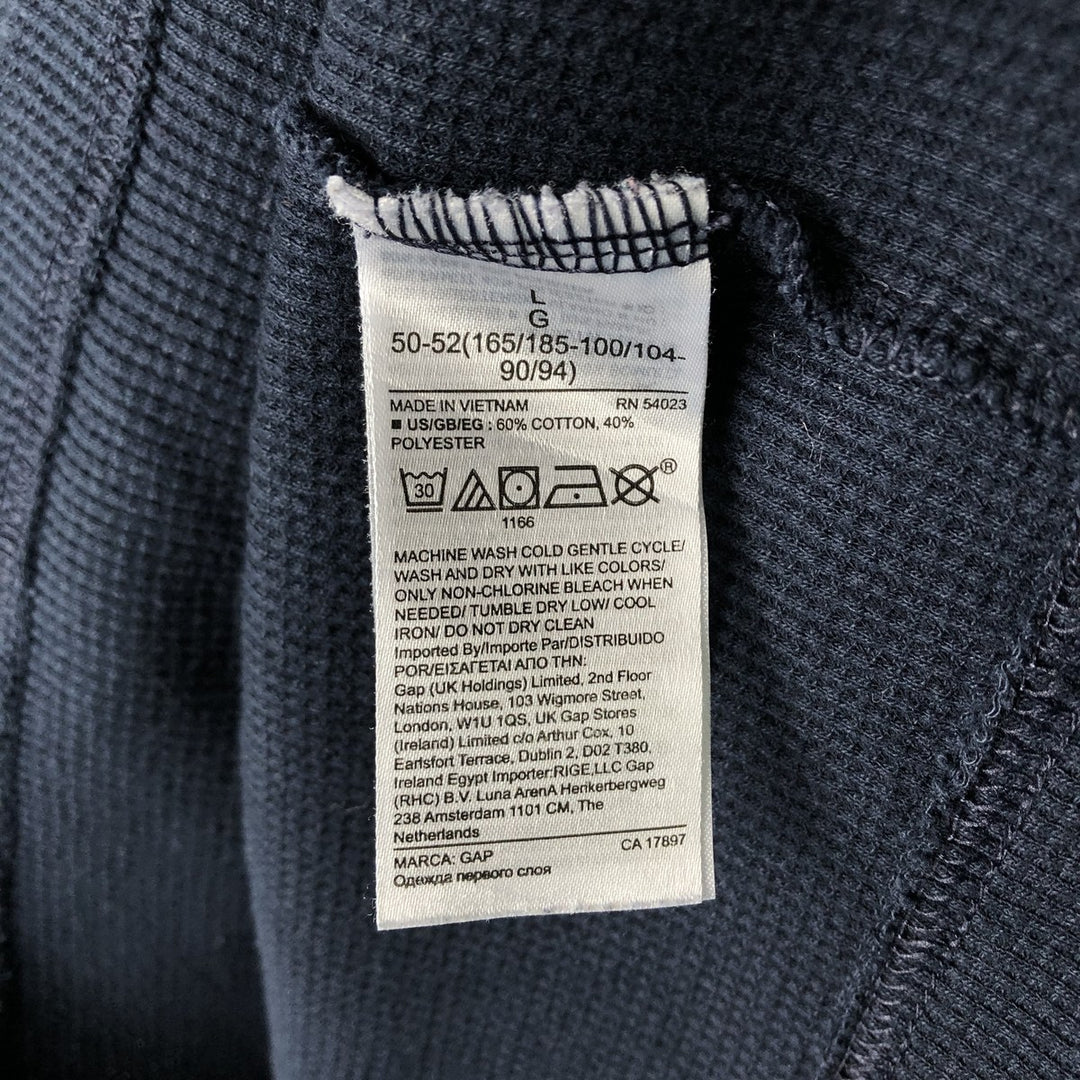 L
G
50-52(165/185-100/104-
90/94)
MADE IN VIETNAM RN 54023
■ US/GB/EG : 60% COTTON, 40%
POLYESTER
30
®
1166
MACHINE WASH COLD GENTLE CYCLE/
WASH AND DRY WITH LIKE COLORS/
ONLY NON-CHLORINE BLEACH WHEN
NEEDED/ TUMBLE DRY LOW/ COOL
IRON/ DO NOT DRY CLEAN
Imported By/Importe Par/DISTRIBUIDO
POR/ΕΙΣΑΓΕΤΑΙ ΑΠΟ ΤΗΝ:
Gap (UK Holdings) Limited, 2nd Floor
Nations House, 103 Wigmore Street,
London, W1U 1QS, UK Gap Stores
(Ireland) Limited c/o Arthur Cox, 10
Earlsfort Terrace, Dublin 2, D02 T380,
Ireland Egypt Importer:RIGE,LLC Gap
(RHC) B.V. Luna ArenA Herikerbergweg
238 Amsterdam 1101 CM, The
Netherlands
CA 17897
MARCA: GAP
Одежда первого слоя